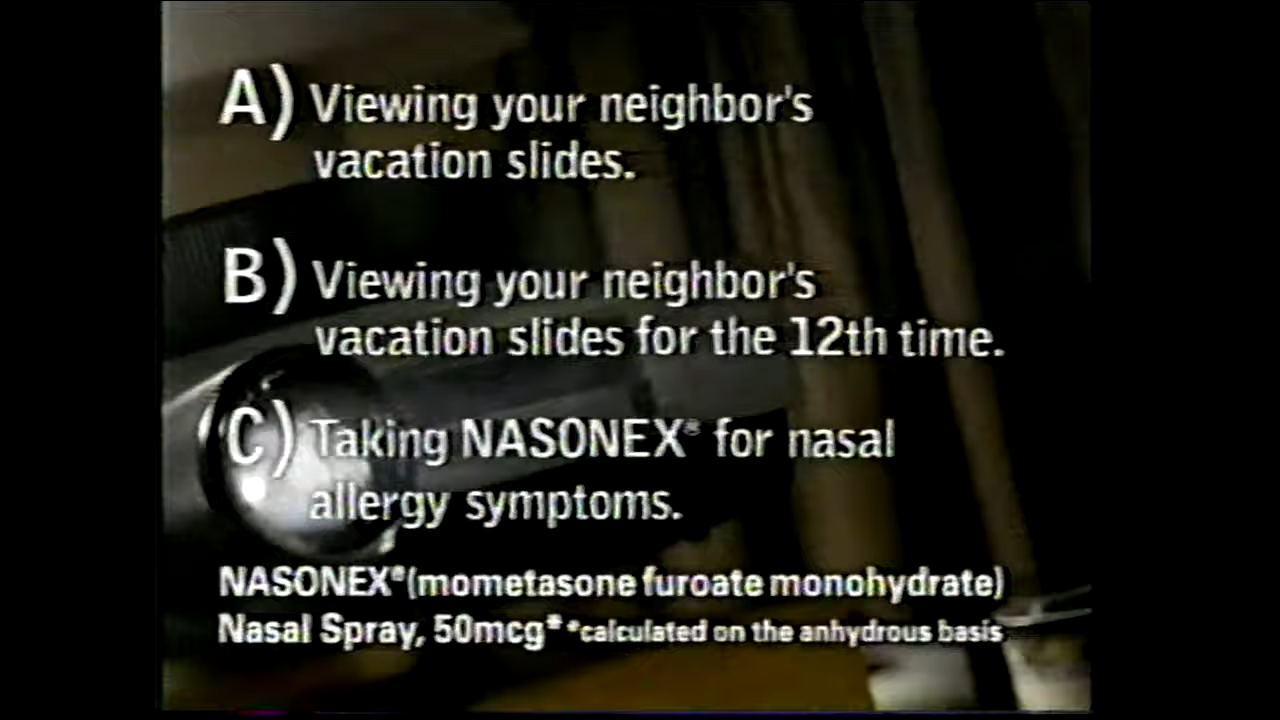 A) Viewing your neighbor's
vacation slides.
B) Viewing your neighbor's
vacation slides for the 12th time.
C) Taking NASONEX® for nasal
allergy symptoms.
NASONEX®(mometasone furoate monohydrate)
Nasal Spray, 50mcg* *calculated on the anhydrous basis